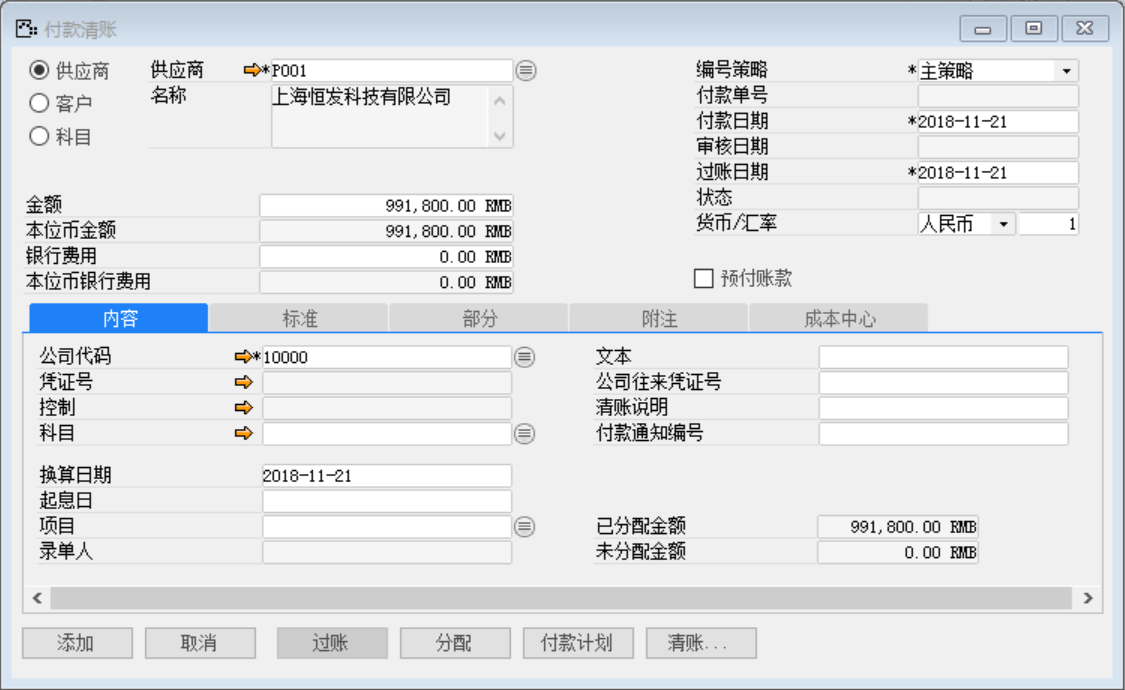 付款清账
供应商 供应商 *P001 编号策略 *主策略
客户 名称 上海恒发科技有限公司 付款单号
科目 付款日期 *2018-11-21
审核日期
过账日期 *2018-11-21
金额 991,800.00 RMB 状态
本位币金额 991,800.00 RMB 货币/汇率 人民币 1
银行费用 0.00 RMB
本位币银行费用 0.00 RMB 预付账款
内容 标准 部分 附注 成本中心
公司代码 *10000 文本
凭证号 公司往来凭证号
控制 清账说明
科目 付款通知编号
换算日期 2018-11-21
起息日
项目 已分配金额 991,800.00 RMB
录单人 未分配金额 0.00 RMB
添加 取消 过账 分配 付款计划 清账...